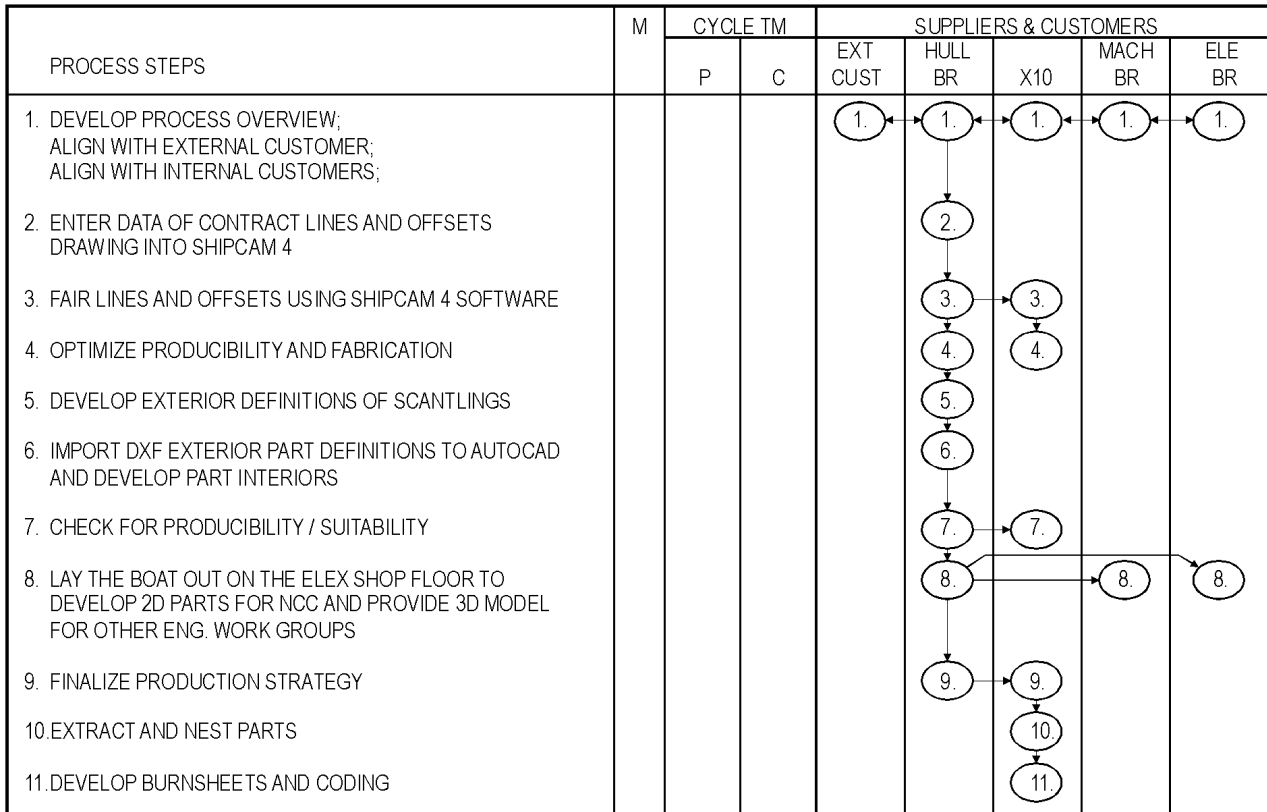 M CYCLE TM SUPPLIERS & CUSTOMERS
PROCESS STEPS P C EXT CUST HULL BR X10 MACH BR ELE BR
1. DEVELOP PROCESS OVERVIEW; 1. 1. 1. 1. 1.
ALIGN WITH EXTERNAL CUSTOMER;
ALIGN WITH INTERNAL CUSTOMERS;
2. ENTER DATA OF CONTRACT LINES AND OFFSETS 2.
DRAWING INTO SHIPCAM 4
3. FAIR LINES AND OFFSETS USING SHIPCAM 4 SOFTWARE 3. 3.
4. OPTIMIZE PRODUCIBILITY AND FABRICATION 4. 4.
5. DEVELOP EXTERIOR DEFINITIONS OF SCANTLINGS 5.
6. IMPORT DXF EXTERIOR PART DEFINITIONS TO AUTOCAD 6.
AND DEVELOP PART INTERIORS
7. CHECK FOR PRODUCIBILITY / SUITABILITY 7. 7.
8. LAY THE BOAT OUT ON THE ELEX SHOP FLOOR TO 8. 8. 8.
DEVELOP 2D PARTS FOR NCC AND PROVIDE 3D MODEL
FOR OTHER ENG. WORK GROUPS
9. FINALIZE PRODUCTION STRATEGY 9. 9.
10.EXTRACT AND NEST PARTS 10.
11.DEVELOP BURNSHEETS AND CODING 11.